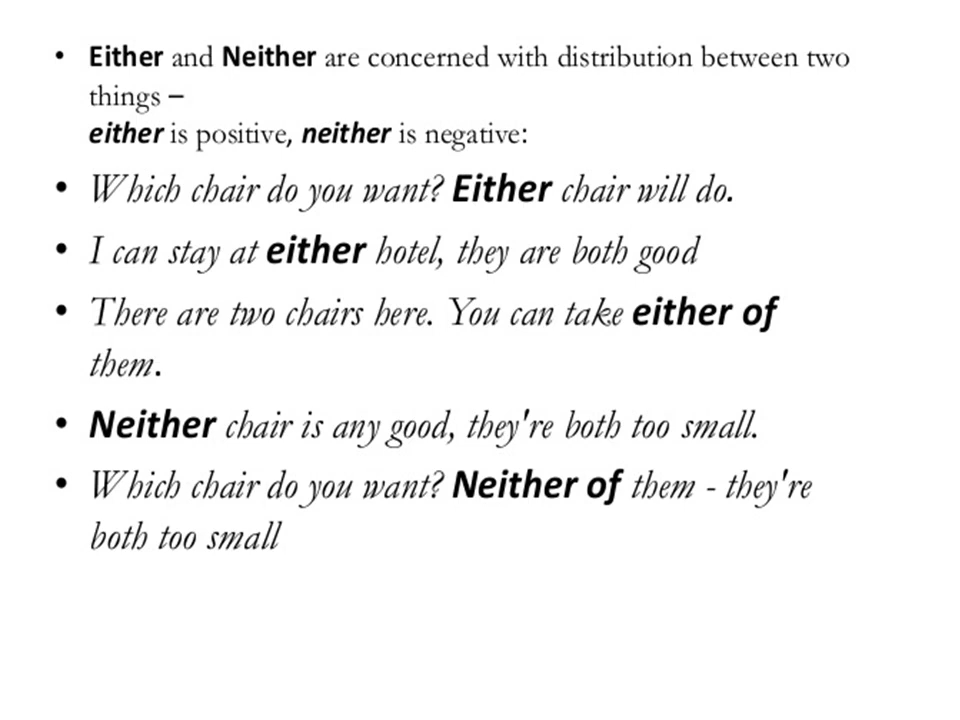 • Either and Neither are concerned with distribution between two
things –
either is positive, neither is negative:
• Which chair do you want? Either chair will do.
• I can stay at either hotel, they are both good
• There are two chairs here. You can take either of
them.
• Neither chair is any good, they're both too small.
• Which chair do you want? Neither of them - they're
both too small